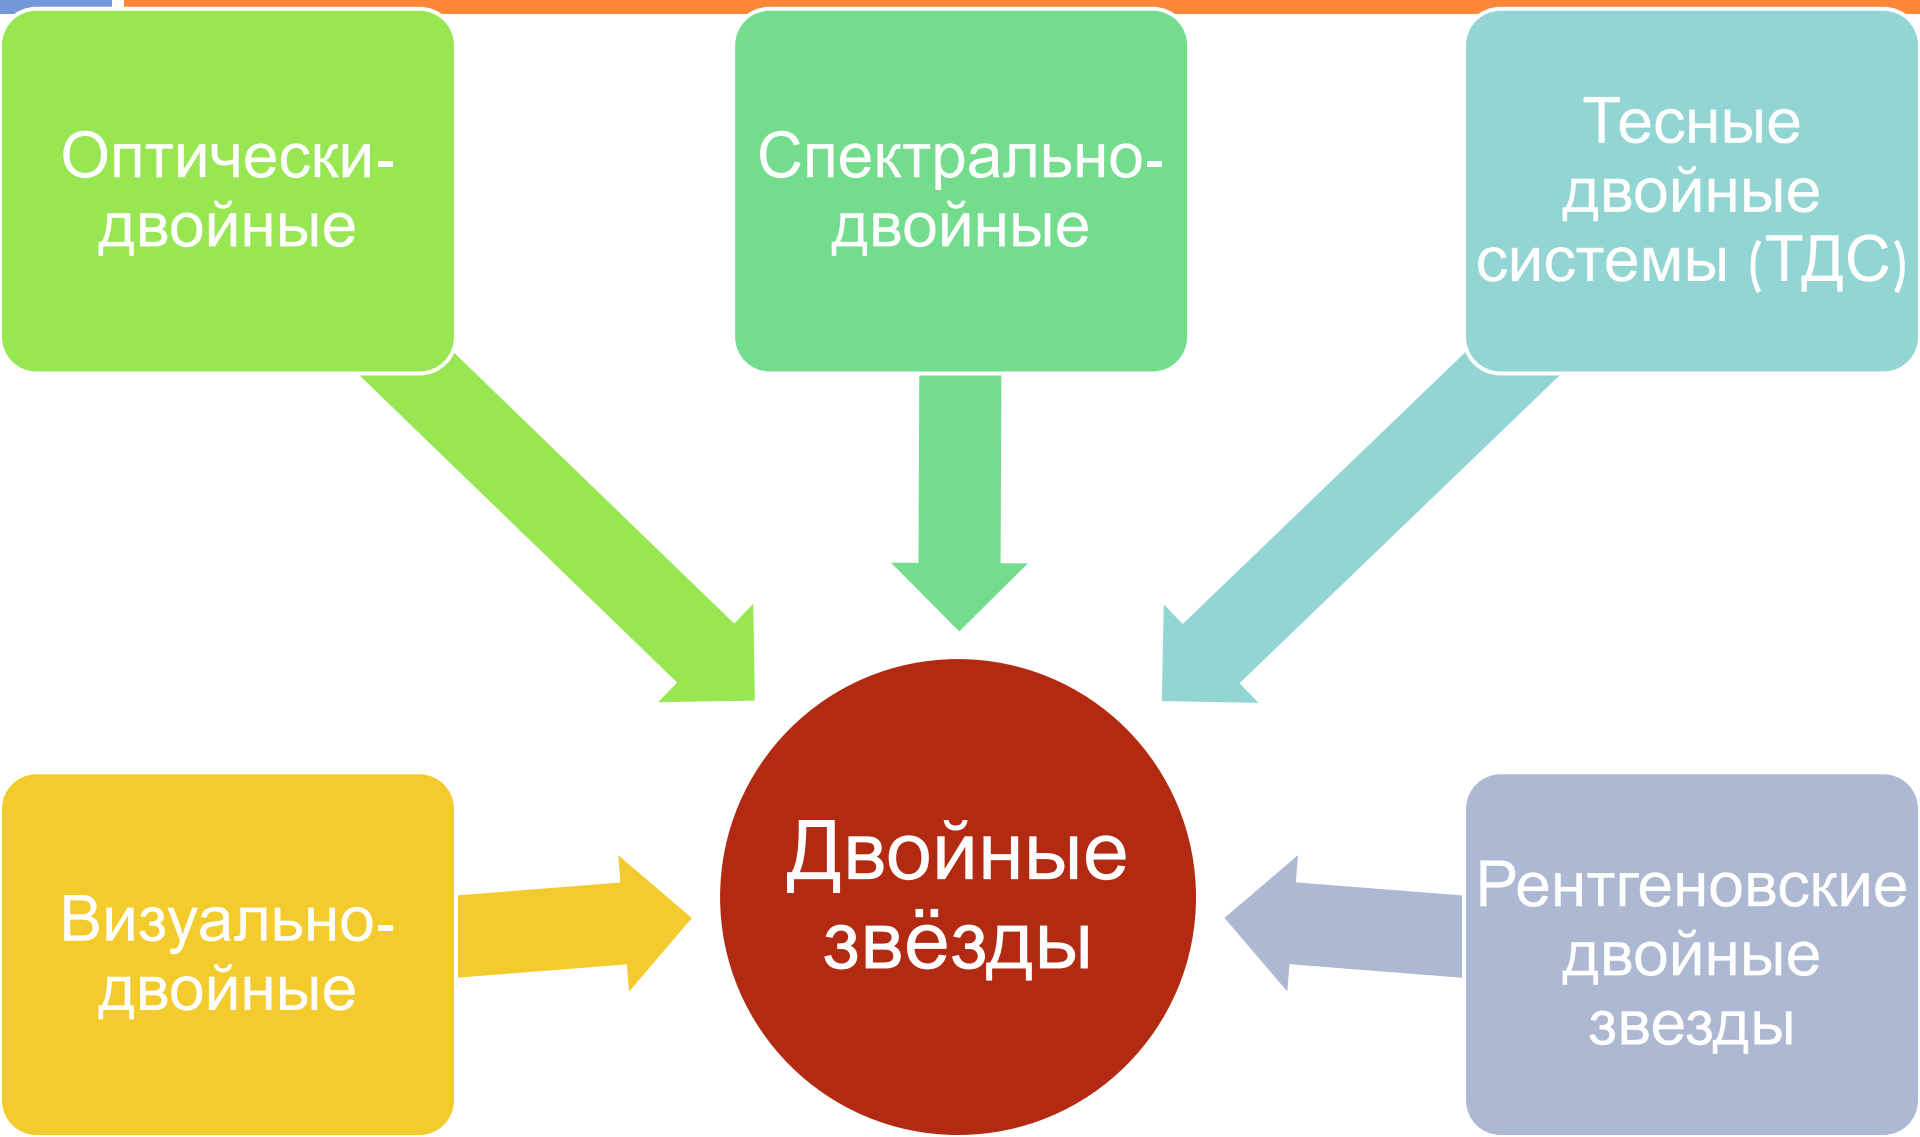 Оптически-
двойные
Спектрально-
двойные
Тесные
двойные
системы (ТДС)
Визуально-
двойные
Двойные
звёзды
Рентгеновские
двойные
звезды